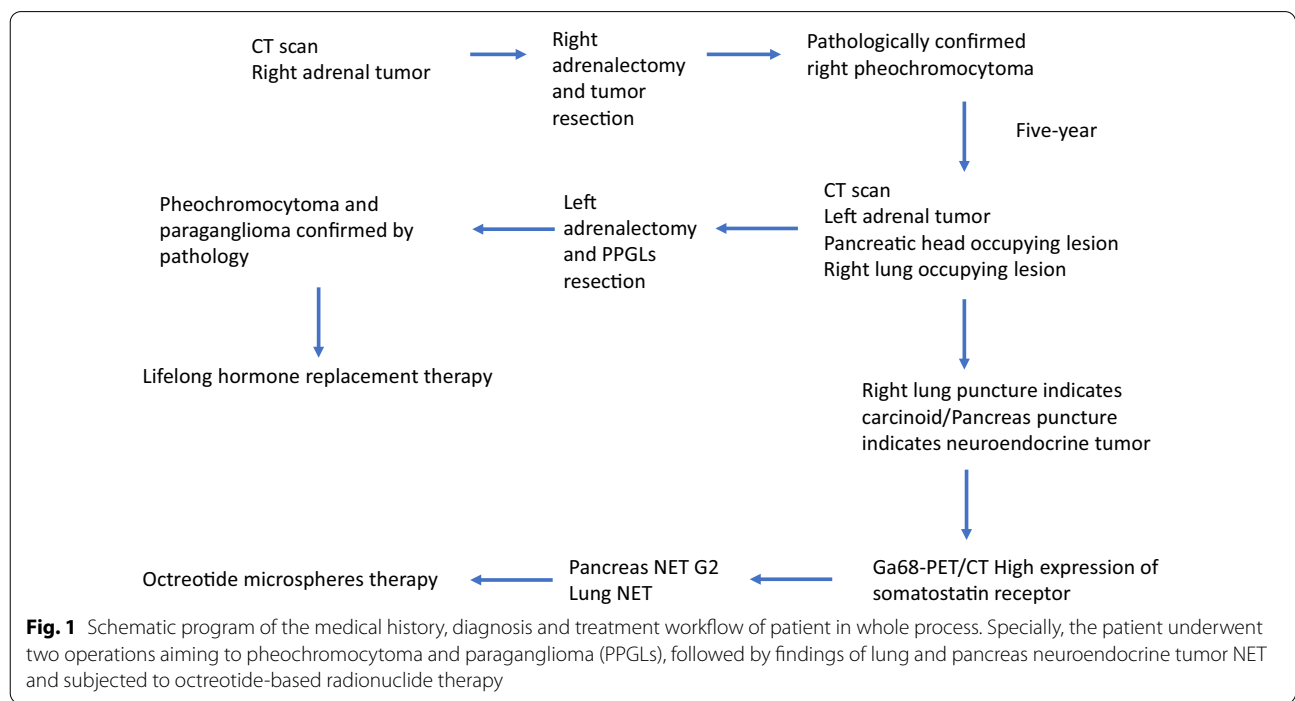 CT scan
Right adrenal tumor
Right
adrenalectomy
and tumor
resection
Pathologically confirmed
right pheochromocytoma
Five-year
CT scan
Left adrenal tumor
Pancreatic head occupying lesion
Right lung occupying lesion
Left
adrenalectomy
and PPGLs
resection
Pheochromocytoma and
paraganglioma confirmed by
pathology
Lifelong hormone replacement therapy
Right lung puncture indicates
carcinoid/Pancreas puncture
indicates neuroendocrine tumor
Ga68-PET/CT High expression of
somatostatin receptor
Pancreas NET G2
Lung NET
Octreotide microspheres therapy
Fig. 1 Schematic program of the medical history, diagnosis and treatment workflow of patient in whole process. Specially, the patient underwent
two operations aiming to pheochromocytoma and paraganglioma (PPGLs), followed by findings of lung and pancreas neuroendocrine tumor NET
and subjected to octreotide-based radionuclide therapy